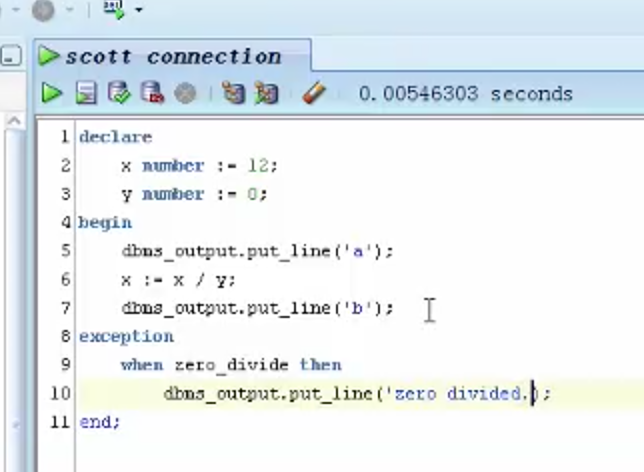 scott connection
0.00546303 seconds
1 declare
2 x number := 12;
3 y number := 0;
4 begin
5 dbms_output.put_line('a');
6 x := x / y;
7 dbms_output.put_line('b');
8 exception
9 when zero_divide then
10 dbms_output.put_line('zero divided.);
11 end;